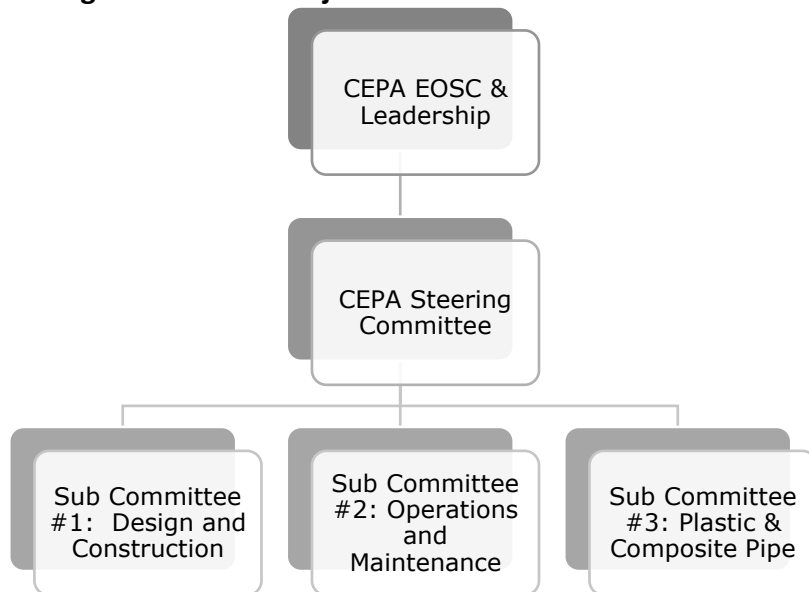 CEPA EOSC &
Leadership
CEPA Steering
Committee
Sub Committee
#1:  Design and
Construction
Sub Committee
#2: Operations
and
Maintenance
Sub Committee
#3: Plastic &
Composite Pipe